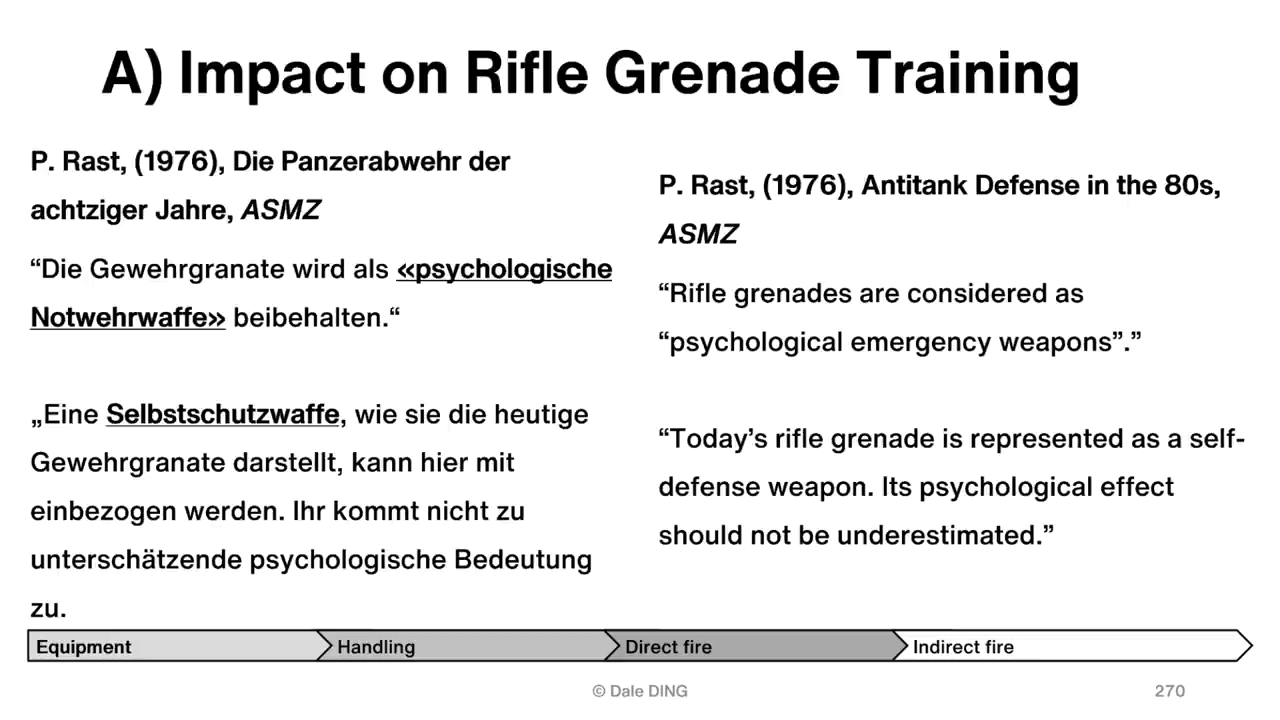 A) Impact on Rifle Grenade Training
P. Rast, (1976), Die Panzerabwehr der
achtziger Jahre, ASMZ
“Die Gewehrgranate wird als «psychologische
Notwehrwaffe» beibehalten.“
„Eine Selbstschutzwaffe, wie sie die heutige
Gewehrgranate darstellt, kann hier mit
einbezogen werden. Ihr kommt nicht zu
unterschätzende psychologische Bedeutung
zu.
P. Rast, (1976), Antitank Defense in the 80s,
ASMZ
“Rifle grenades are considered as
“psychological emergency weapons”.”
“Today’s rifle grenade is represented as a self-
defense weapon. Its psychological effect
should not be underestimated.”
Equipment
Handling
Direct fire
Indirect fire
© Dale DING
270